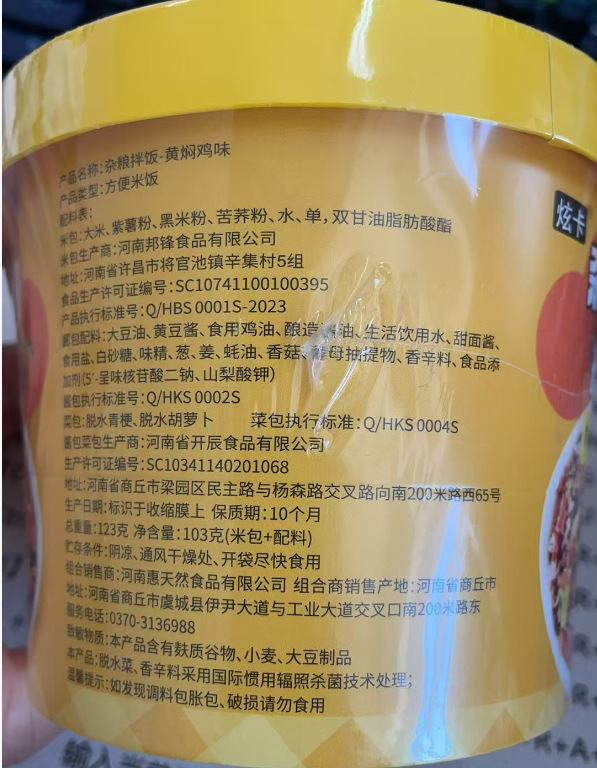 产品名称:杂粮拌饭-黄焖鸡味
产品类型:方便米饭
配料表:
米包:大米、紫薯粉、黑米粉、苦荞粉、水、单，双甘油脂肪酸酯
米包生产商:河南邦锋食品有限公司
地址:河南省许昌市将官池镇辛集村5组
食品生产许可证编号:SC10741100100395
产品执行标准号:Q/HBS 0001S-2023
酱包配料:大豆油、黄豆酱、食用鸡油、酿造酱油、生活饮用水、甜面酱、
食用盐、白砂糖、味精、葱、姜、蚝油、香菇、酵母抽提物、香辛料、食品添
加剂(5′-呈味核苷酸二钠、山梨酸钾)
酱包执行标准号:Q/HKS 0002S
菜包:脱水青梗、脱水胡萝卜 菜包执行标准:Q/HKS 0004S
酱包菜包生产商:河南省开辰食品有限公司
生产许可证编号:SC10341140201068
地址:河南省商丘市梁园区民主路与杨森路交叉路向南200米路西65号
生产日期:标识于收缩膜上 保质期:10个月
总重量:123克 净含量:103克(米包+配料)
贮存条件:阴凉、通风干燥处、开袋尽快食用
组合销售商:河南惠天然食品有限公司 组合商销售产地:河南省商丘市
地址:河南省商丘市虞城县伊尹大道与工业大道交叉口南200米路东
服务电话:0370-3136988
致敏物质:本产品含有麸质谷物、小麦、大豆制品
本产品:脱水菜、香辛料采用国际惯用辐照杀菌技术处理;
温馨提示:如发现调料包胀包、破损请勿食用
炫卡